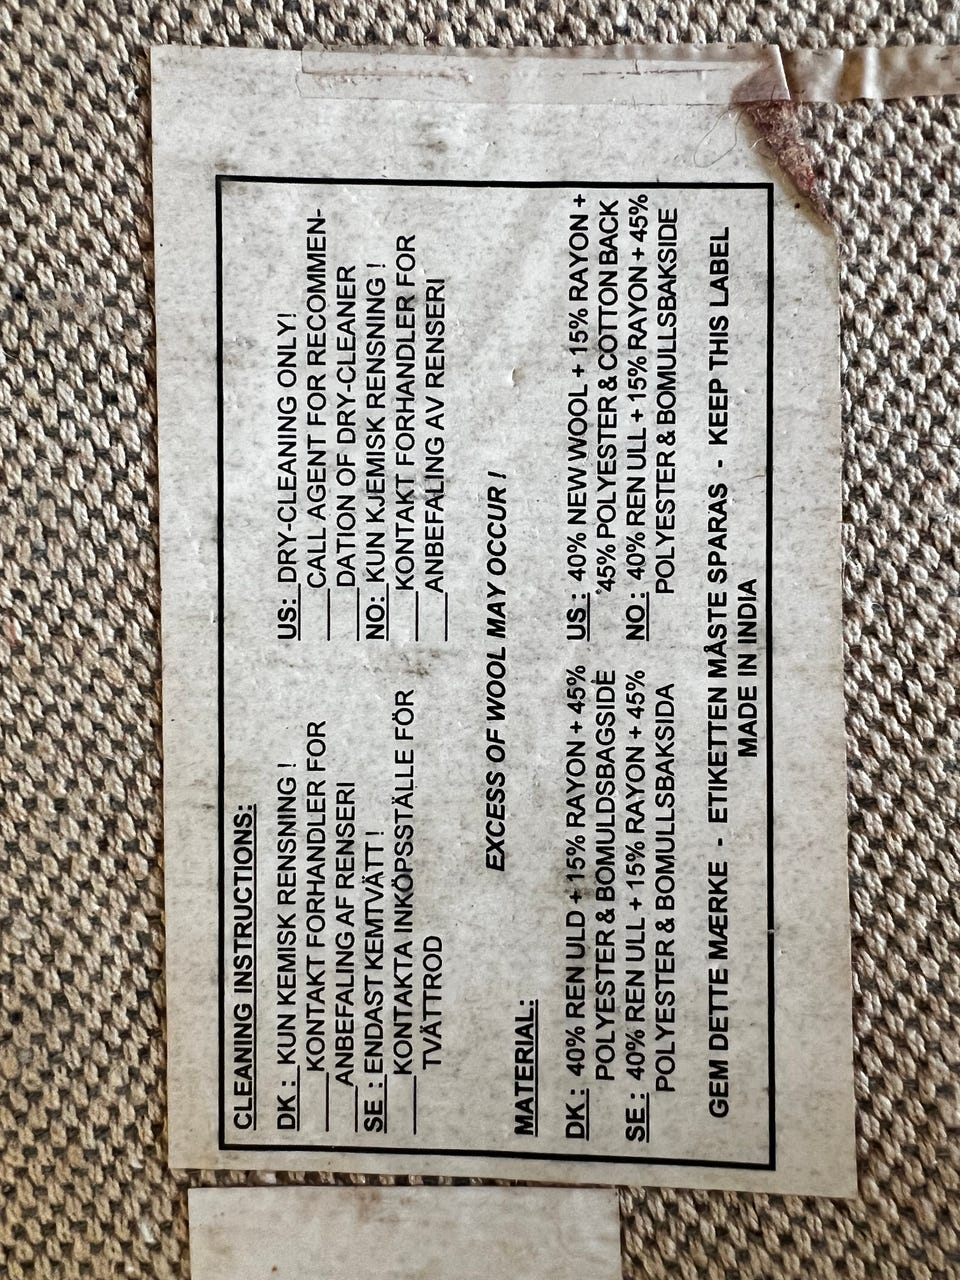 CLEANING INSTRUCTIONS:
DK : KUN KEMISK RENSNING !
KONTAKT FORHANDLER FOR
ANBEFALING AF RENSERI
SE : ENDAST KEMTVÄTT !
KONTAKTA INKÖPSSTÄLLE FÖR
TVÄTTROD
US: DRY-CLEANING ONLY!
CALL AGENT FOR RECOMMEN-
DATION OF DRY-CLEANER
NO: KUN KJEMISK RENSNING !
KONTAKT FORHANDLER FOR
ANBEFALING AV RENSERI
EXCESS OF WOOL MAY OCCUR !
MATERIAL:
DK : 40% REN ULD + 15% RAYON + 45%
POLYESTER & BOMULDSBAGSIDE
SE : 40% REN ULL + 15% RAYON + 45%
POLYESTER & BOMULLSBAKSIDA
US : 40% NEW WOOL + 15% RAYON +
45% POLYESTER & COTTON BACK
NO : 40% REN ULL + 15% RAYON + 45%
POLYESTER & BOMULLSBAKSIDE
GEM DETTE MÆRKE - ETIKETTEN MÅSTE SPARAS - KEEP THIS LABEL
MADE IN INDIA